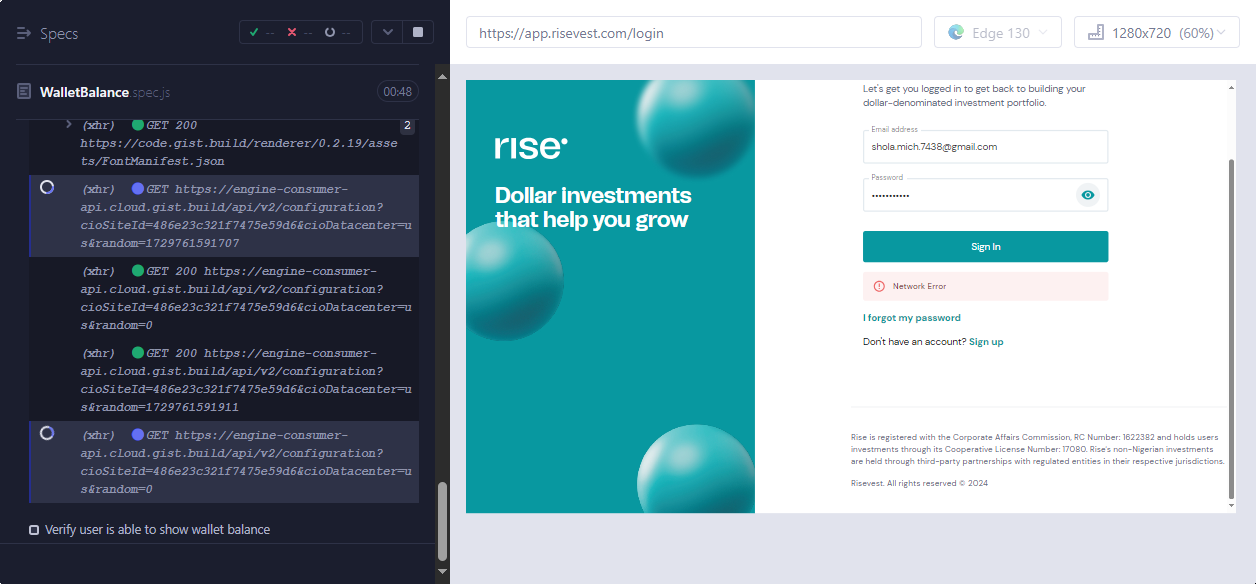 Specs
--
--
--
WalletBalance.spec.js
00:48
(xhr) GET 200
https://code.gist.build/renderer/0.2.19/asse
ts/FontManifest.json
2
(xhr) GET https://engine-consumer-
api.cloud.gist.build/api/v2/configuration?
cioSiteId=486e23c321f7475e59d6&cioDatacenter=u
s&random=1729761591707
(xhr) GET 200 https://engine-consumer-
api.cloud.gist.build/api/v2/configuration?
cioSiteId=486e23c321f7475e59d6&cioDatacenter=u
s&random=0
(xhr) GET 200 https://engine-consumer-
api.cloud.gist.build/api/v2/configuration?
cioSiteId=486e23c321f7475e59d6&cioDatacenter=u
s&random=1729761591911
(xhr) GET https://engine-consumer-
api.cloud.gist.build/api/v2/configuration?
cioSiteId=486e23c321f7475e59d6&cioDatacenter=u
s&random=0
Verify user is able to show wallet balance
https://app.risevest.com/login
Edge 130
1280x720 (60%)
rise
Dollar investments
that help you grow
Let's get you logged in to get back to building your
dollar-denominated investment portfolio.
Email address
shola.mich.7438@gmail.com
Password
•••••••••••
Sign In
Network Error
I forgot my password
Don't have an account? Sign up
Rise is registered with the Corporate Affairs Commission, RC Number: 1622382 and holds users
investments through its Cooperative License Number: 17080. Rise's non-Nigerian investments
are held through third-party partnerships with regulated entities in their respective jurisdictions.
Risevest. All rights reserved © 2024